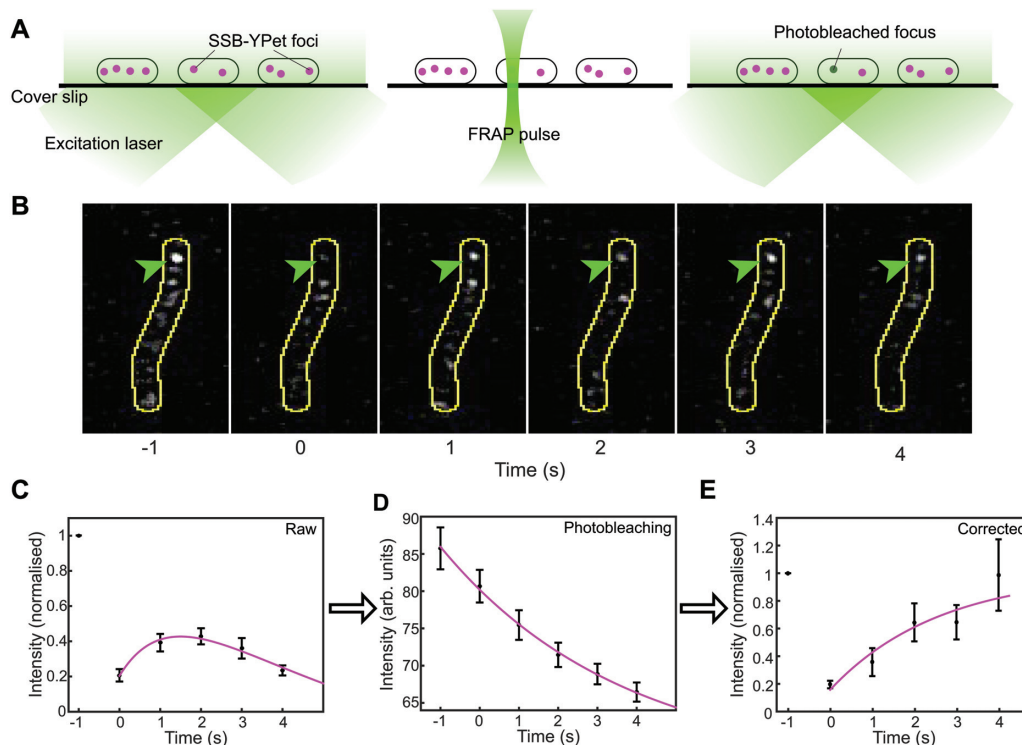 A
SSB-YPet foci
Photobleached focus
Cover slip
Excitation laser
FRAP pulse
B
-1 0 1 2 3 4
Time (s)
C
Raw
Intensity (normalised)
1
0.8
0.6
0.4
0.2
0
-1 0 1 2 3 4
Time (s)
D
Photobleaching
Intensity (arb. units)
90
85
80
75
70
65
-1 0 1 2 3 4
Time (s)
E
Corrected
Intensity (normalised)
1.4
1.2
1
0.8
0.6
0.4
0.2
0
-1 0 1 2 3 4
Time (s)